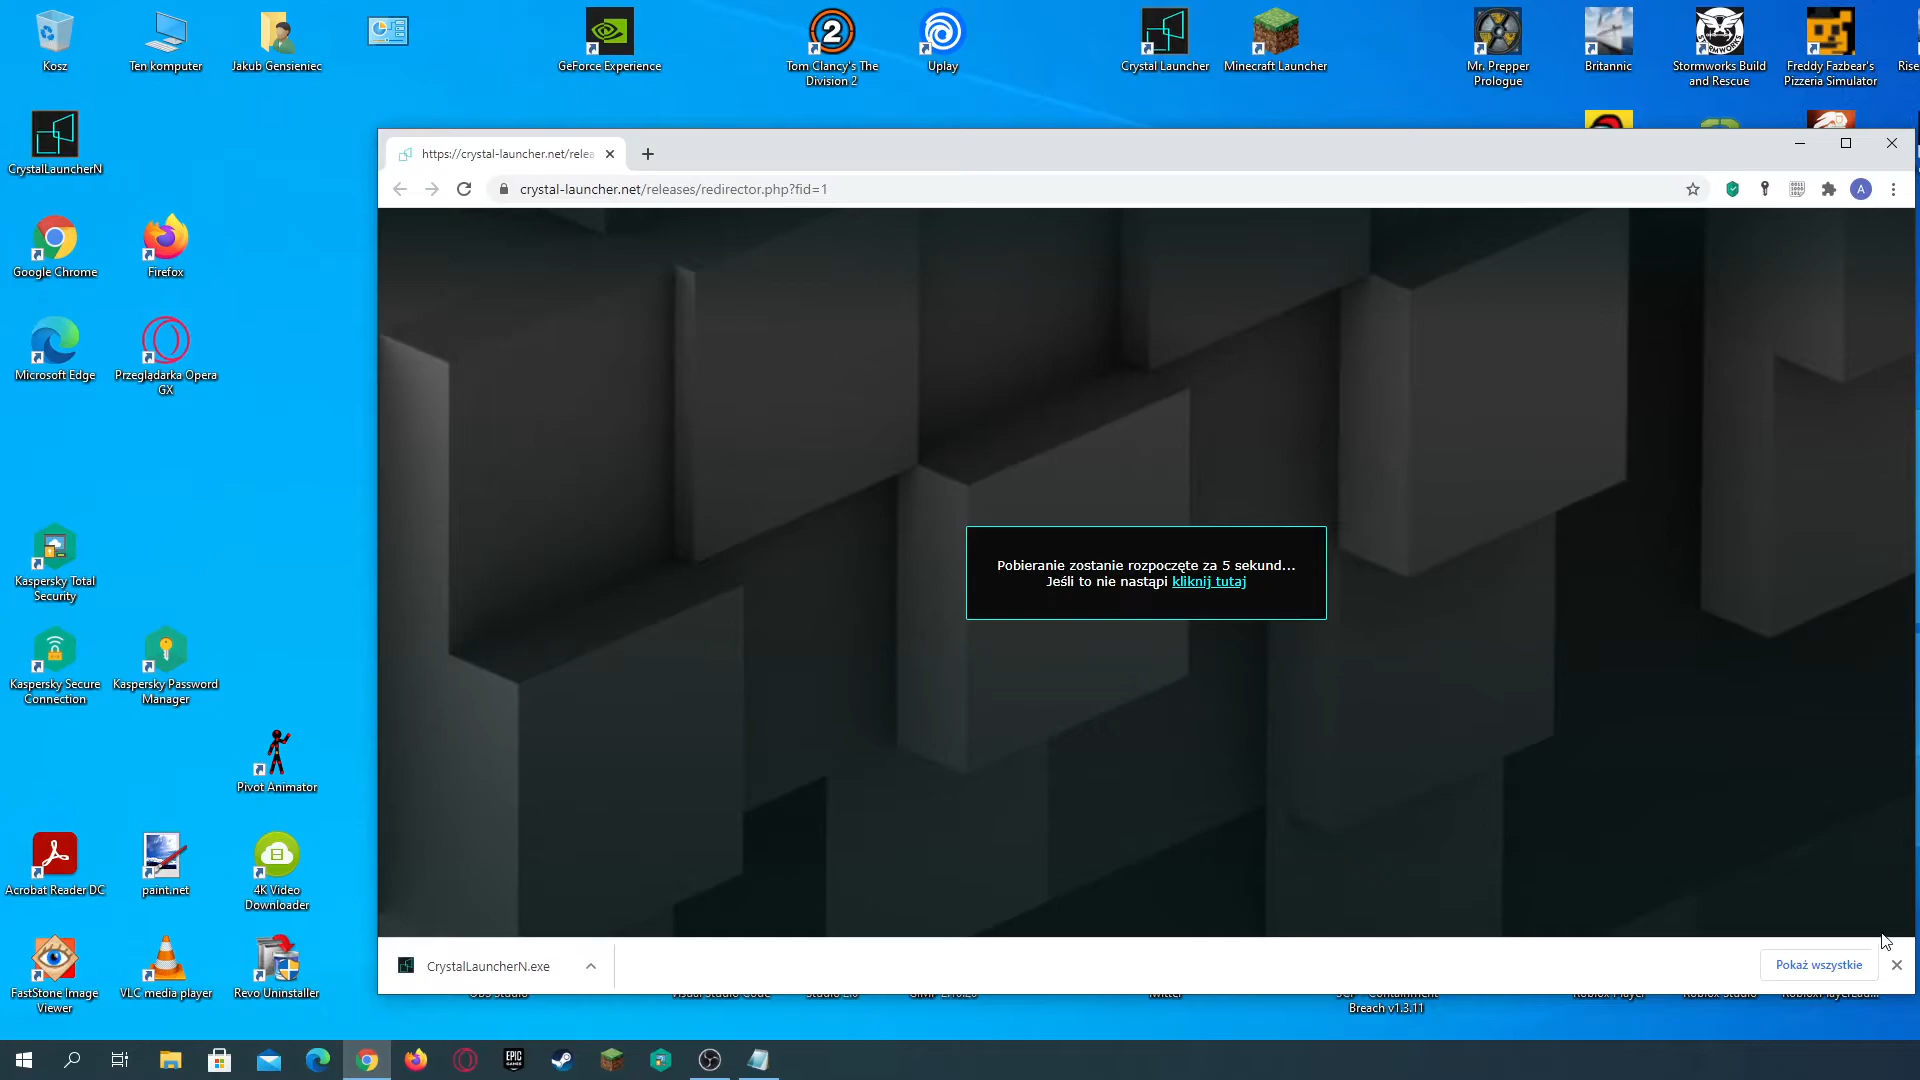 Kosz
Ten komputer
Jakub Gensieniec
GeForce Experience
Tom Clancy's The
Division 2
Uplay
Crystal Launcher
Minecraft Launcher
Mr. Prepper
Prologue
Britannic
Stormworks Build
and Rescue
Freddy Fazbear's
Pizzeria Simulator
Rise
STORMWORKS
CrystalLauncherN
https://crystal-launcher.net/relea
crystal-launcher.net/releases/redirector.php?fid=1
A
Google Chrome
Firefox
Microsoft Edge
Przeglądarka Opera
GX
Pobieranie zostanie rozpoczęte za 5 sekund...
Jeśli to nie nastąpi kliknij tutaj
Kaspersky Total
Security
Kaspersky Secure
Connection
Kaspersky Password
Manager
Pivot Animator
Acrobat Reader DC
paint.net
4K Video
Downloader
FastStone Image
Viewer
VLC media player
Revo Uninstaller
CrystalLauncherN.exe
Pokaż wszystkie
Breach v1.3.11
EPIC
GAMES